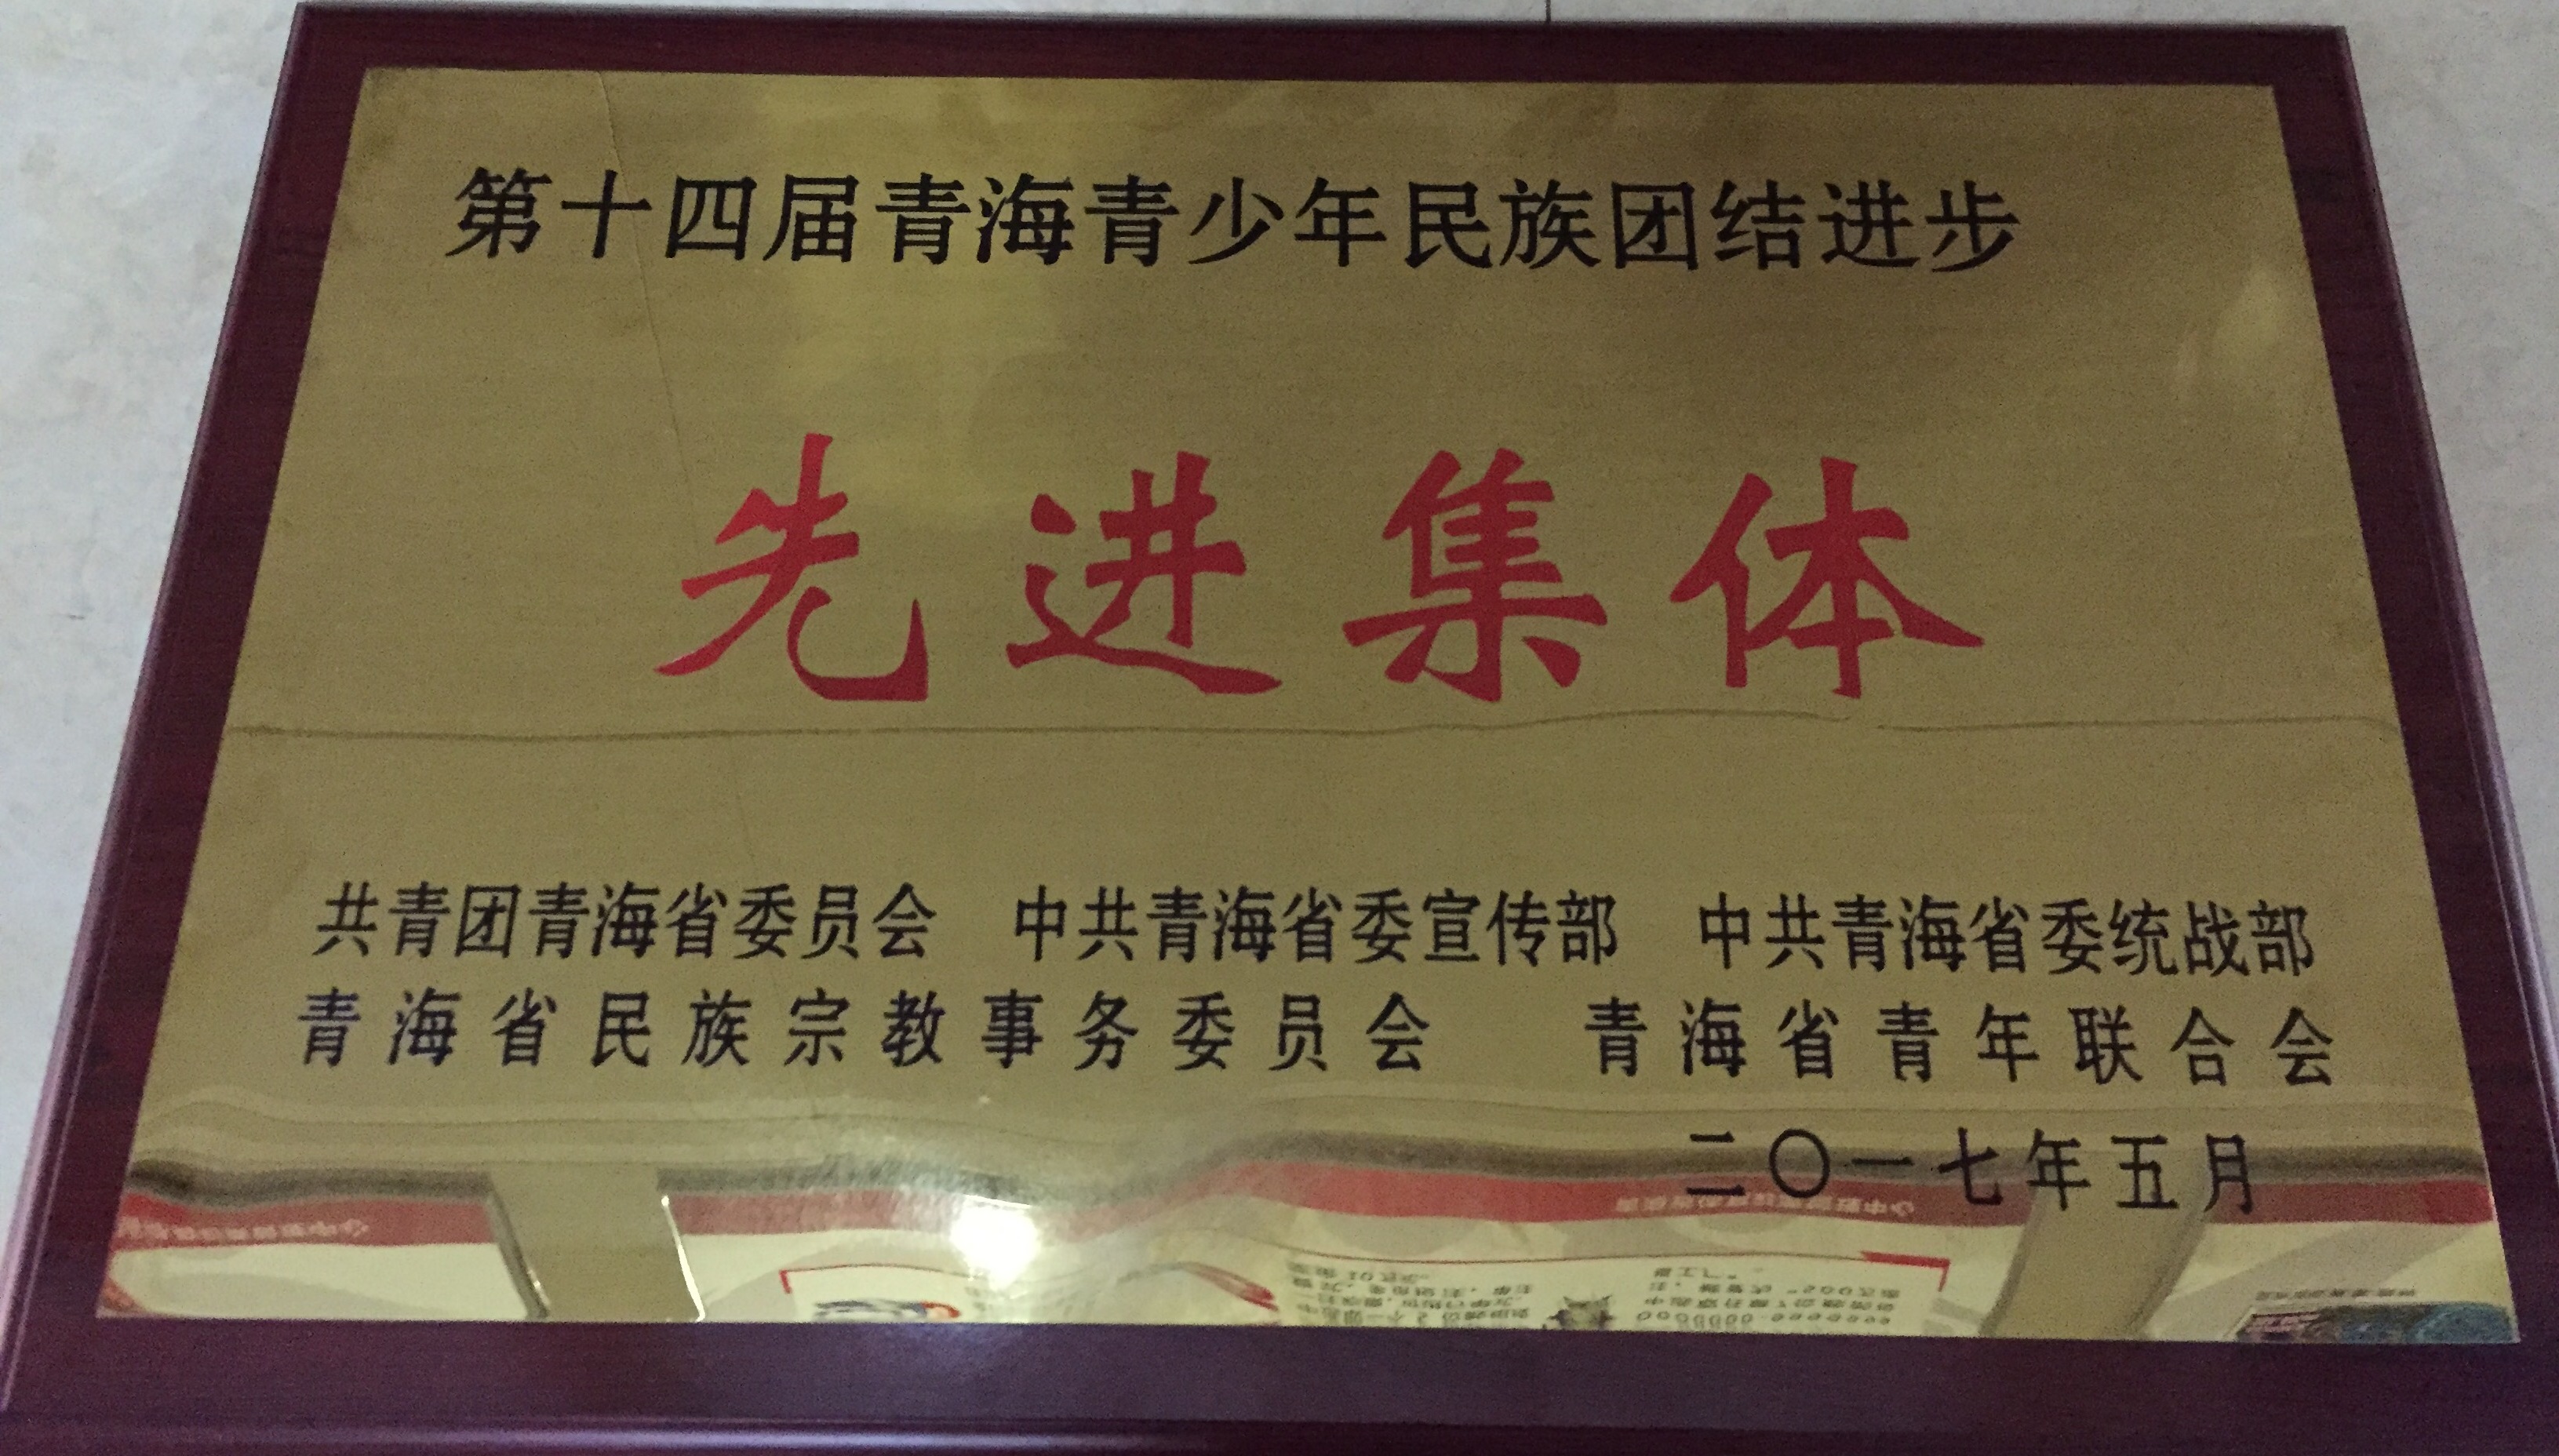 第十四届青海青少年民族团结进步
先进集体
共青团青海省委员会 中共青海省委宣传部 中共青海省委统战部
青海省民族宗教事务委员会 青海省青年联合会
二〇一七年五月